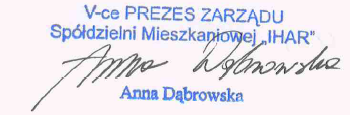 V-ce PREZES ZARZĄDU
Spółdzielni Mieszkaniowej „IHAR"
Anna Dąbrowska
Anna Dąbrowska